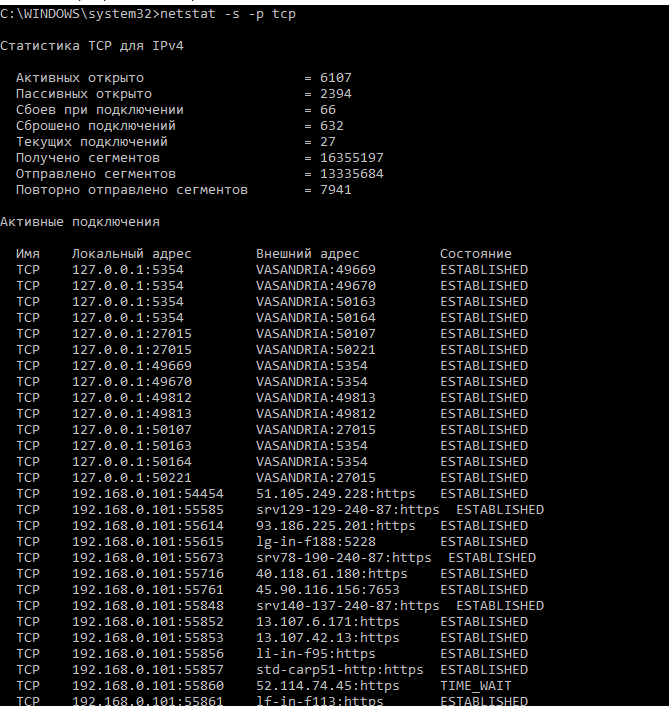 C:\WINDOWS\system32>netstat -s -p tcp
Статистика TCP для IPv4
Активных открыто = 6107
Пассивных открыто = 2394
Сбоев при подключении = 66
Сброшено подключений = 632
Текущих подключений = 27
Получено сегментов = 16355197
Отправлено сегментов = 13335684
Повторно отправлено сегментов = 7941
Активные подключения
Имя Локальный адрес Внешний адрес Состояние
TCP 127.0.0.1:5354 VASANDRIA:49669 ESTABLISHED
TCP 127.0.0.1:5354 VASANDRIA:49670 ESTABLISHED
TCP 127.0.0.1:5354 VASANDRIA:50163 ESTABLISHED
TCP 127.0.0.1:5354 VASANDRIA:50164 ESTABLISHED
TCP 127.0.0.1:27015 VASANDRIA:50107 ESTABLISHED
TCP 127.0.0.1:27015 VASANDRIA:50221 ESTABLISHED
TCP 127.0.0.1:49669 VASANDRIA:5354 ESTABLISHED
TCP 127.0.0.1:49670 VASANDRIA:5354 ESTABLISHED
TCP 127.0.0.1:49812 VASANDRIA:49813 ESTABLISHED
TCP 127.0.0.1:49813 VASANDRIA:49812 ESTABLISHED
TCP 127.0.0.1:50107 VASANDRIA:27015 ESTABLISHED
TCP 127.0.0.1:50163 VASANDRIA:5354 ESTABLISHED
TCP 127.0.0.1:50164 VASANDRIA:5354 ESTABLISHED
TCP 127.0.0.1:50221 VASANDRIA:27015 ESTABLISHED
TCP 192.168.0.101:54454 51.105.249.228:https ESTABLISHED
TCP 192.168.0.101:55585 srv129-129-240-87:https ESTABLISHED
TCP 192.168.0.101:55614 93.186.225.201:https ESTABLISHED
TCP 192.168.0.101:55615 lg-in-f188:5228 ESTABLISHED
TCP 192.168.0.101:55673 srv78-190-240-87:https ESTABLISHED
TCP 192.168.0.101:55716 40.118.61.180:https ESTABLISHED
TCP 192.168.0.101:55761 45.90.116.156:7653 ESTABLISHED
TCP 192.168.0.101:55848 srv140-137-240-87:https ESTABLISHED
TCP 192.168.0.101:55852 13.107.6.171:https ESTABLISHED
TCP 192.168.0.101:55853 13.107.42.13:https ESTABLISHED
TCP 192.168.0.101:55856 li-in-f95:https ESTABLISHED
TCP 192.168.0.101:55857 std-carp51-http:https ESTABLISHED
TCP 192.168.0.101:55860 52.114.74.45:https TIME_WAIT
TCP 192.168.0.101:55861 lf-in-f113:https ESTABLISHED